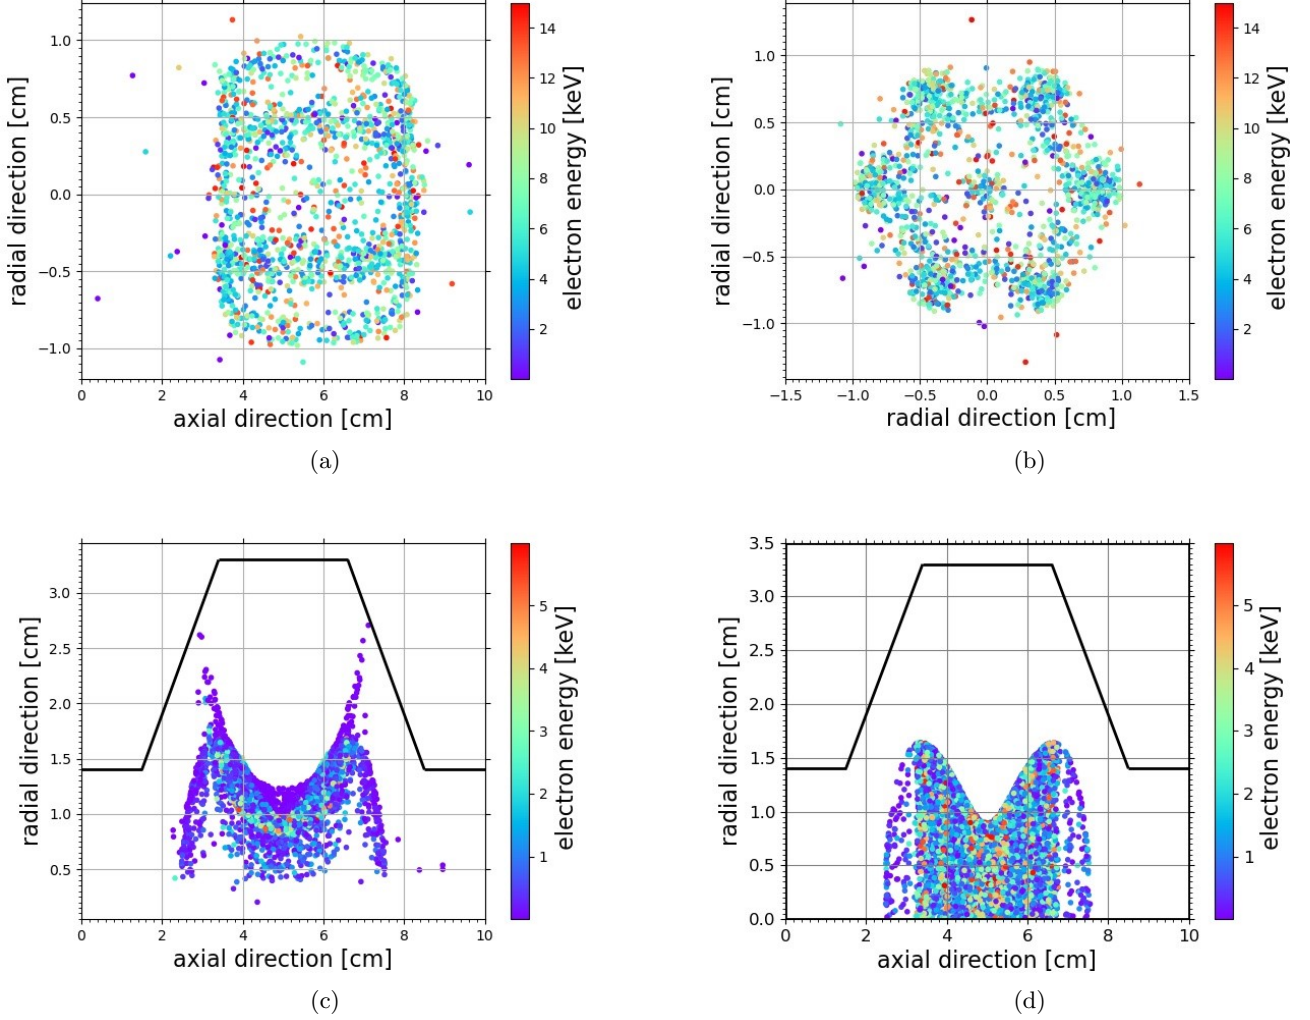 1.0
0.5
0.0
−0.5
−1.0
radial direction [cm]
0 2 4 6 8 10
axial direction [cm]
14
12
10
8
6
4
2
electron energy [keV]
(a)
1.0
0.5
0.0
−0.5
−1.0
radial direction [cm]
−1.5 −1.0 −0.5 0.0 0.5 1.0 1.5
radial direction [cm]
14
12
10
8
6
4
2
electron energy [keV]
(b)
3.0
2.5
2.0
1.5
1.0
0.5
radial direction [cm]
0 2 4 6 8 10
axial direction [cm]
5
4
3
2
1
electron energy [keV]
(c)
3.5
3.0
2.5
2.0
1.5
1.0
0.5
0.0
radial direction [cm]
0 2 4 6 8 10
axial direction [cm]
5
4
3
2
1
electron energy [keV]
(d)